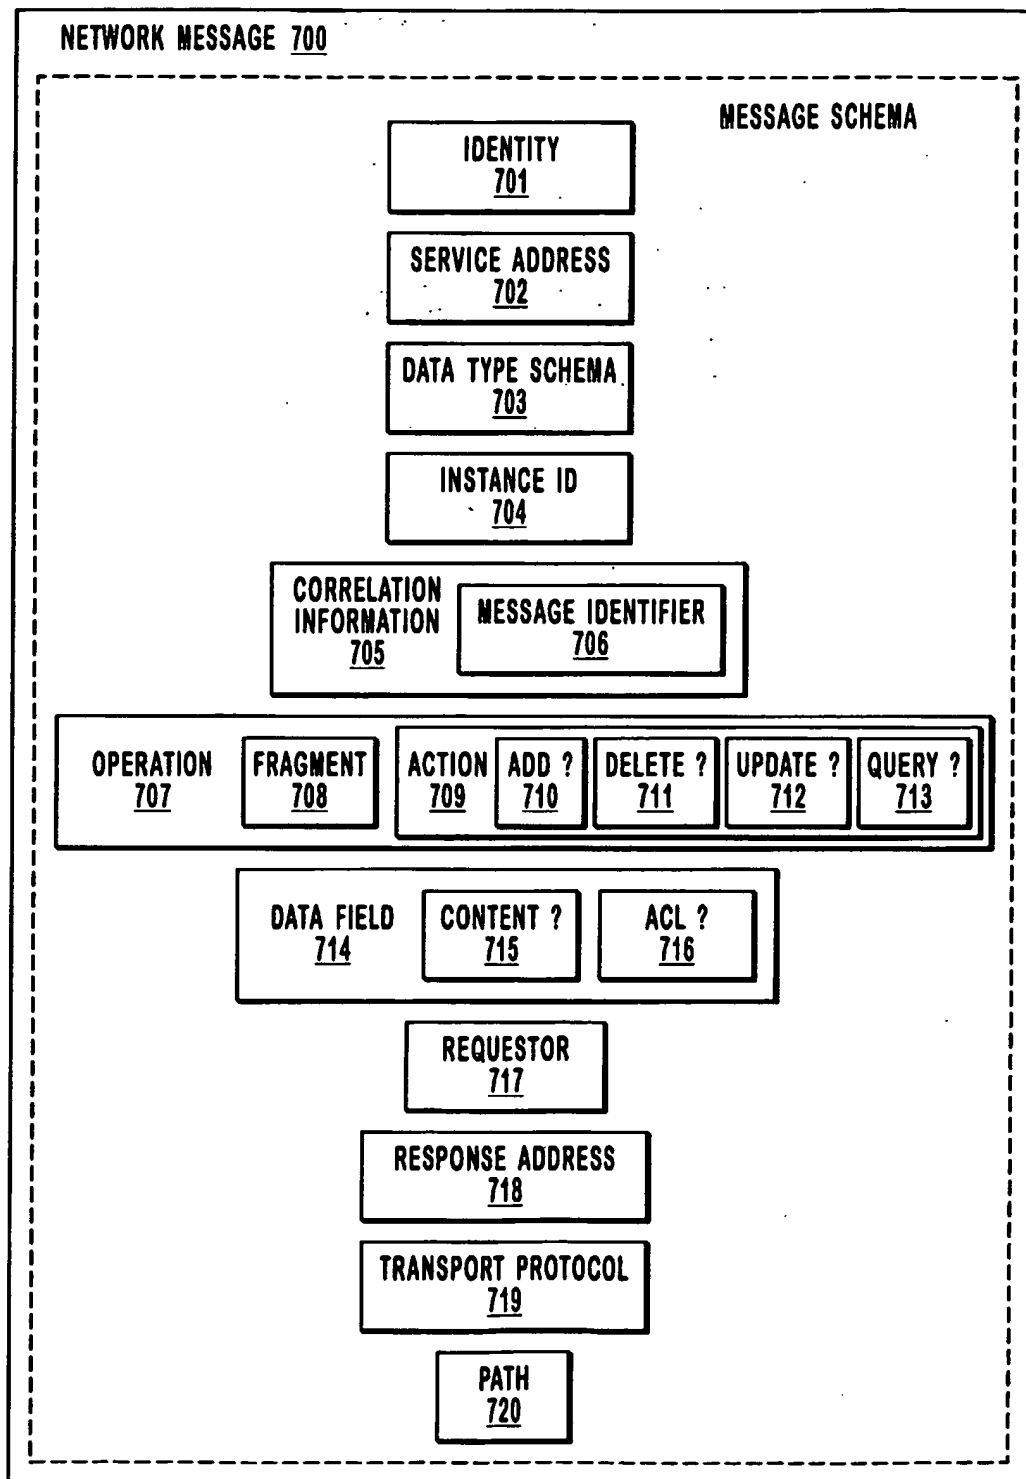 NETWORK MESSAGE 700
MESSAGE SCHEMA
IDENTITY
701
SERVICE ADDRESS
702
DATA TYPE SCHEMA
703
INSTANCE ID
704
CORRELATION
INFORMATION
705
MESSAGE IDENTIFIER
706
OPERATION
707
FRAGMENT
708
ACTION
709
ADD ?
710
DELETE ?
711
UPDATE ?
712
QUERY ?
713
DATA FIELD
714
CONTENT ?
715
ACL ?
716
REQUESTOR
717
RESPONSE ADDRESS
718
TRANSPORT PROTOCOL
719
PATH
720